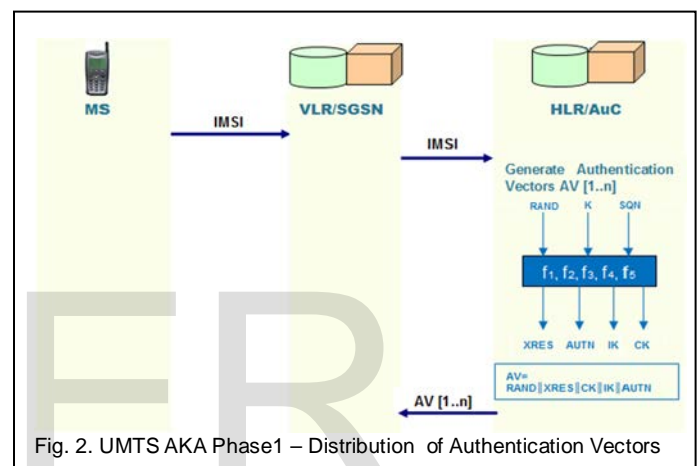 MS
VLR/SGSN
HLR/AuC
IMSI
IMSI
Generate Authentication
Vectors AV [1..n]
RAND K SQN
f1, f2, f3, f4, f5
XRES AUTN IK CK
AV=
RAND||XRES||CK||IK||AUTN
AV [1..n]
Fig. 2. UMTS AKA Phase1 – Distribution of Authentication Vectors